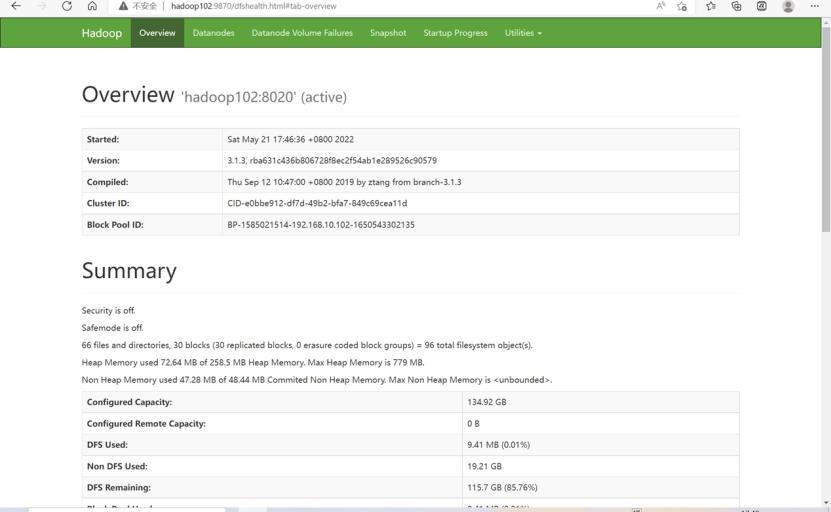 不安全 | hadoop102:9870/dfshealth.html#tab-overview
Hadoop Overview Datanodes Datanode Volume Failures Snapshot Startup Progress Utilities
Overview 'hadoop102:8020' (active)
Started: Sat May 21 17:46:36 +0800 2022
Version: 3.1.3, rba631c436b806728f8ec2f54ab1e289526c90579
Compiled: Thu Sep 12 10:47:00 +0800 2019 by ztang from branch-3.1.3
Cluster ID: CID-e0bbe912-df7d-49b2-bfa7-849c69cea11d
Block Pool ID: BP-1585021514-192.168.10.102-1650543302135
Summary
Security is off.
Safemode is off.
66 files and directories, 30 blocks (30 replicated blocks, 0 erasure coded block groups) = 96 total filesystem object(s).
Heap Memory used 72.64 MB of 258.5 MB Heap Memory. Max Heap Memory is 779 MB.
Non Heap Memory used 47.28 MB of 48.44 MB Commited Non Heap Memory. Max Non Heap Memory is <unbounded>.
Configured Capacity: 134.92 GB
Configured Remote Capacity: 0 B
DFS Used: 9.41 MB (0.01%)
Non DFS Used: 19.21 GB
DFS Remaining: 115.7 GB (85.76%)